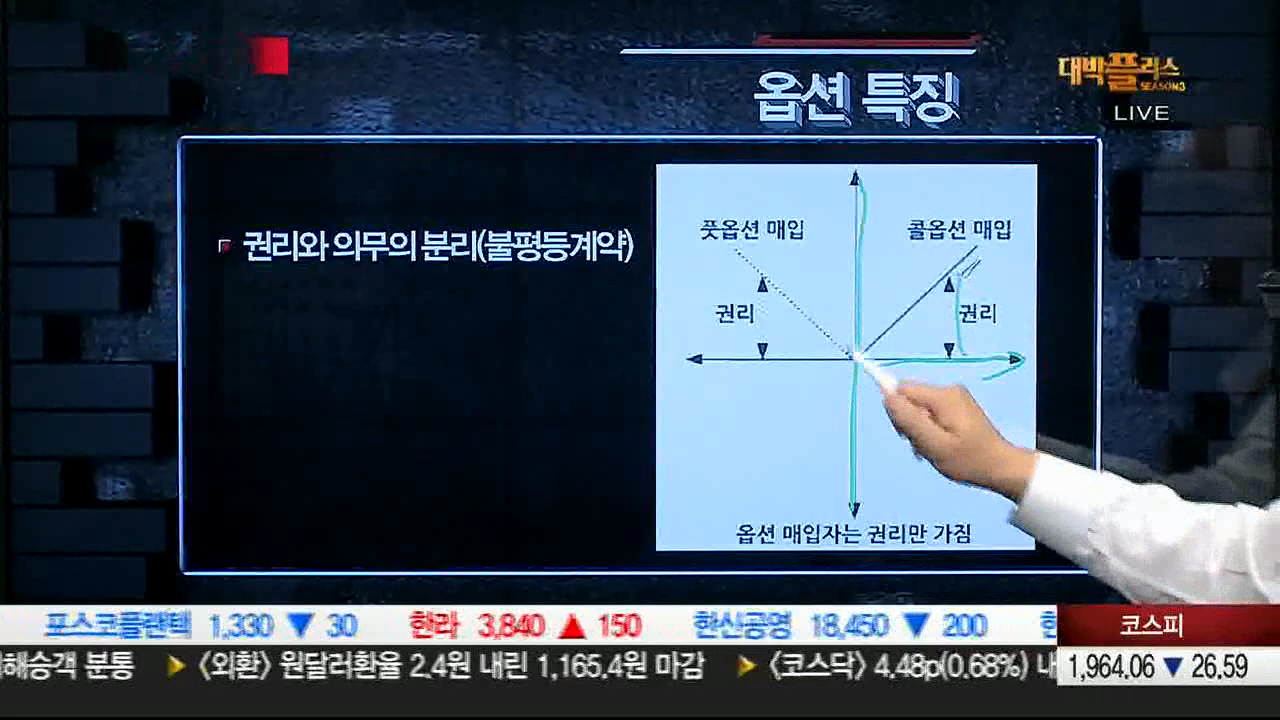 옵션 특징
대박플러스
SEASON3
LIVE
권리와 의무의 분리(불평등계약)
풋옵션 매입
콜옵션 매입
권리
권리
옵션 매입자는 권리만 가짐
포스코플랜텍 1,330 ▼ 30 한라 3,840 ▲ 150 한신공영 18,450 ▼ 200
코스피
해승객 분통 ▶ 〈외환〉 원달러환율 2.4원 내린 1,165.4원 마감 ▶ 〈코스닥〉 4.48p(0.68%) 내
1,964.06 ▼ 26.59